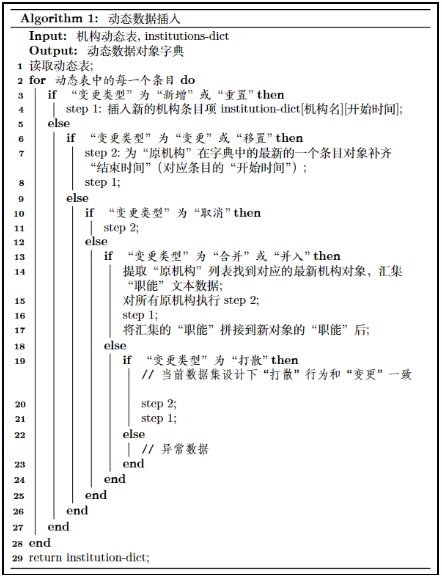 Algorithm 1: 动态数据插入
Input: 机构动态表, institutions-dict
Output: 动态数据对象字典
1 读取动态表;
2 for 动态表中的每一个条目 do
3 if “变更类型”为“新增”或“重置”then
4 step 1: 插入新的机构条目项 institution-dict[机构名][开始时间];
5 else
6 if “变更类型”为“变更”或“移置”then
7 step 2: 为“原机构”在字典中的最新的一个条目对象补齐
“结束时间”(对应条目的“开始时间”);
8 step 1;
9 else
10 if “变更类型”为“取消”then
11 step 2;
12 else
13 if “变更类型”为“合并”或“并入”then
14 提取“原机构”列表找到对应的最新机构对象，汇集
“职能”文本数据;
15 对所有原机构执行 step 2;
16 step 1;
17 将汇集的“职能”拼接到新对象的“职能”后;
18 else
19 if “变更类型”为“打散”then
// 当前数据集设计下“打散”行为和“变更”一致
20 step 2;
21 step 1;
22 else
// 异常数据
23 end
24 end
25 end
26 end
27 end
28 end
29 return institution-dict;